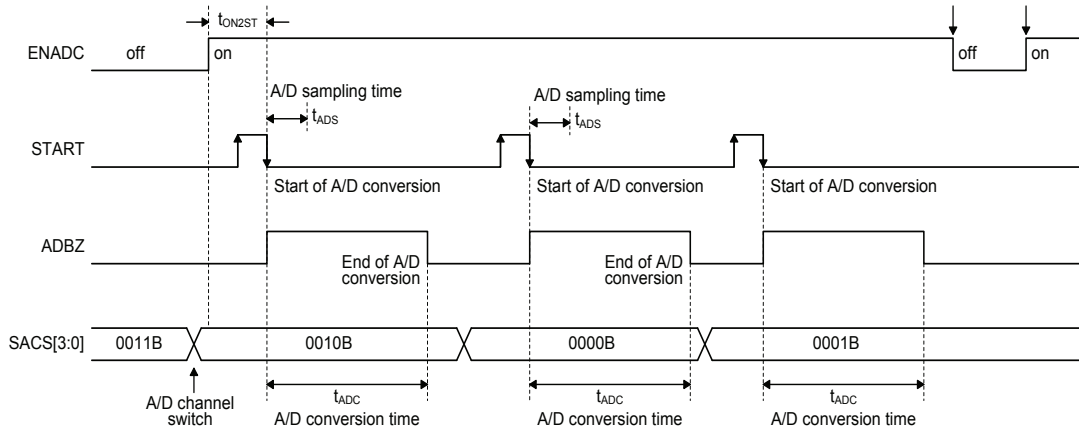 tON2ST
ENADC
off
on
off
on
A/D sampling time
tADS
A/D sampling time
tADS
START
Start of A/D conversion
Start of A/D conversion
Start of A/D conversion
ADBZ
End of A/D
conversion
End of A/D
conversion
SACS[3:0]
0011B
0010B
0000B
0001B
A/D channel
switch
tADC
A/D conversion time
tADC
A/D conversion time
tADC
A/D conversion time